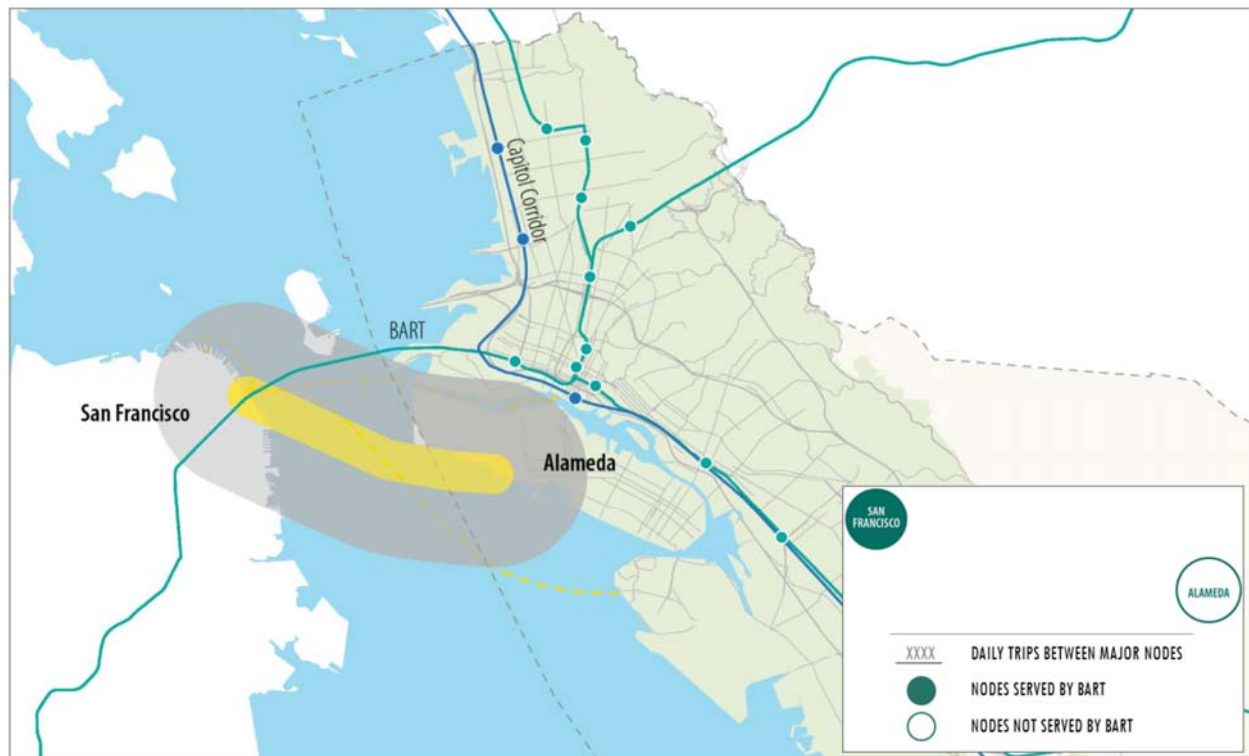 Capitol Corridor
BART
San Francisco
Alameda
SAN
FRANCISCO
ALAMEDA
XXXX DAILY TRIPS BETWEEN MAJOR NODES
NODES SERVED BY BART
NODES NOT SERVED BY BART